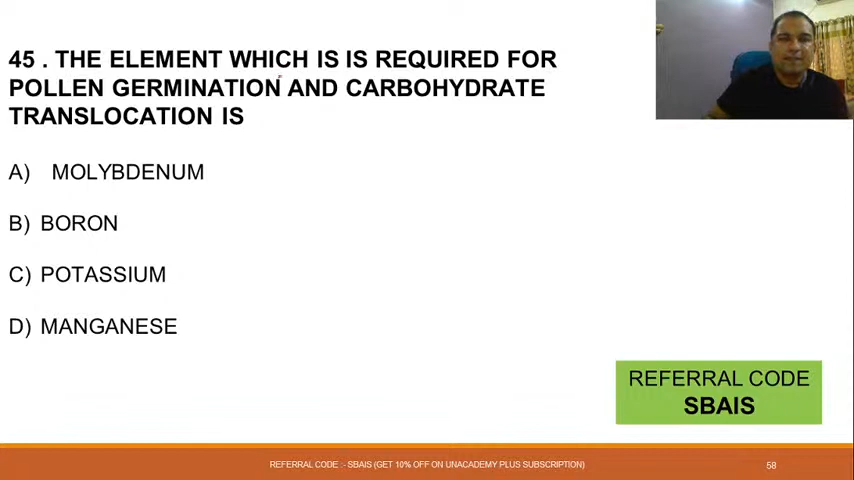 45 . THE ELEMENT WHICH IS IS REQUIRED FOR
POLLEN GERMINATION AND CARBOHYDRATE
TRANSLOCATION IS
A) MOLYBDENUM
B) BORON
C) POTASSIUM
D) MANGANESE
REFERRAL CODE
SBAIS
REFERRAL CODE :- SBAIS (GET 10% OFF ON UNACADEMY PLUS SUBSCRIPTION)
58